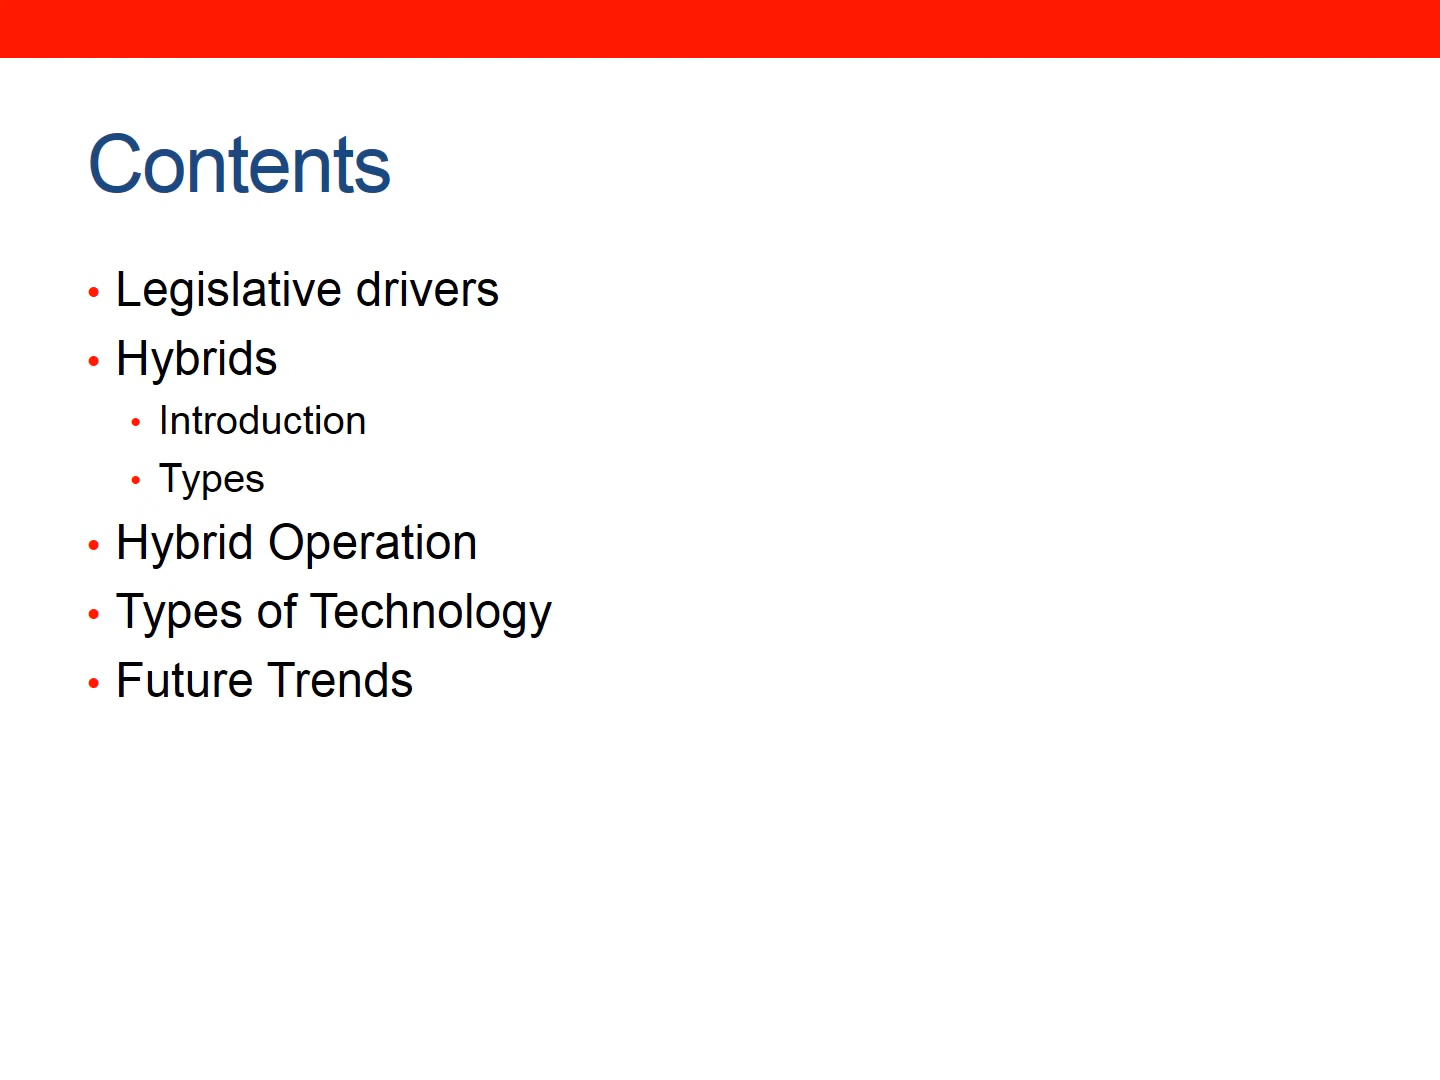 Contents
• Legislative drivers
• Hybrids
• Introduction
• Types
• Hybrid Operation
• Types of Technology
• Future Trends